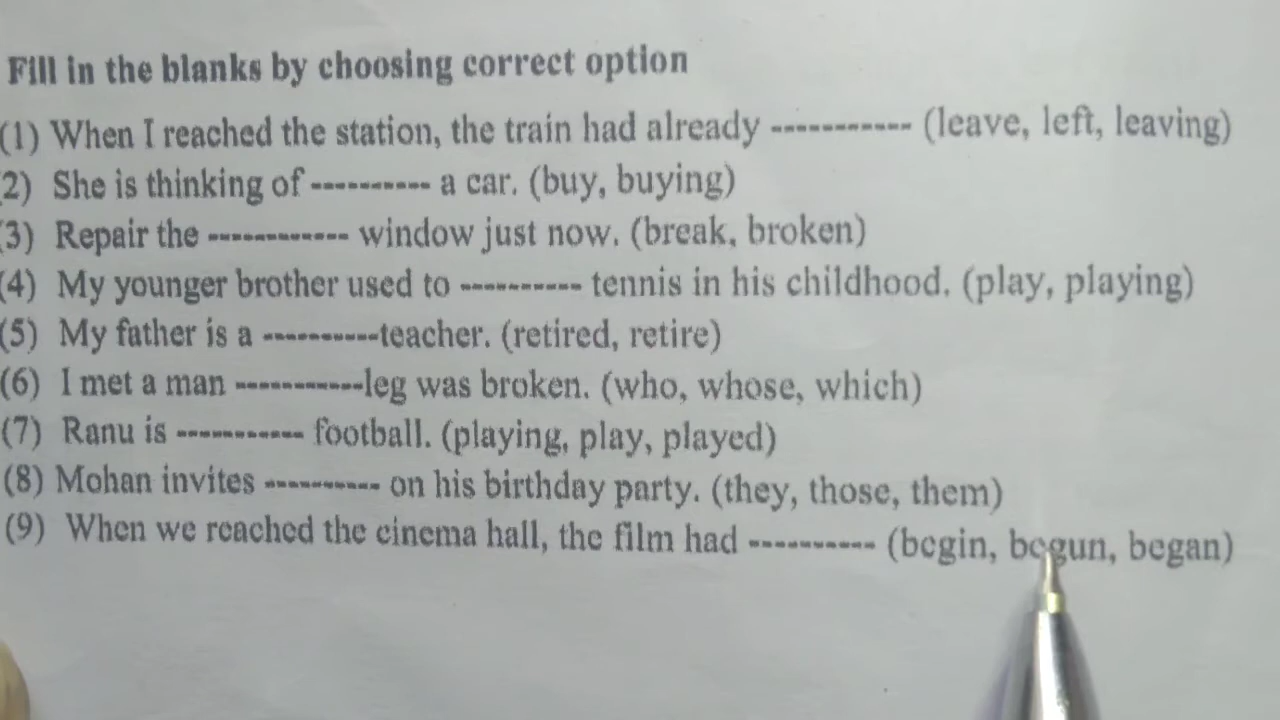 Fill in the blanks by choosing correct option
(1) When I reached the station, the train had already ----------- (leave, left, leaving)
2) She is thinking of ---------- a car. (buy, buying)
(3) Repair the ------------ window just now. (break, broken)
(4) My younger brother used to ---------- tennis in his childhood. (play, playing)
(5) My father is a ----------teacher. (retired, retire)
(6) I met a man -----------leg was broken. (who, whose, which)
(7) Ranu is ----------- football. (playing, play, played)
(8) Mohan invites ---------- on his birthday party. (they, those, them)
(9) When we reached the cinema hall, the film had ---------- (begin, begun, began)